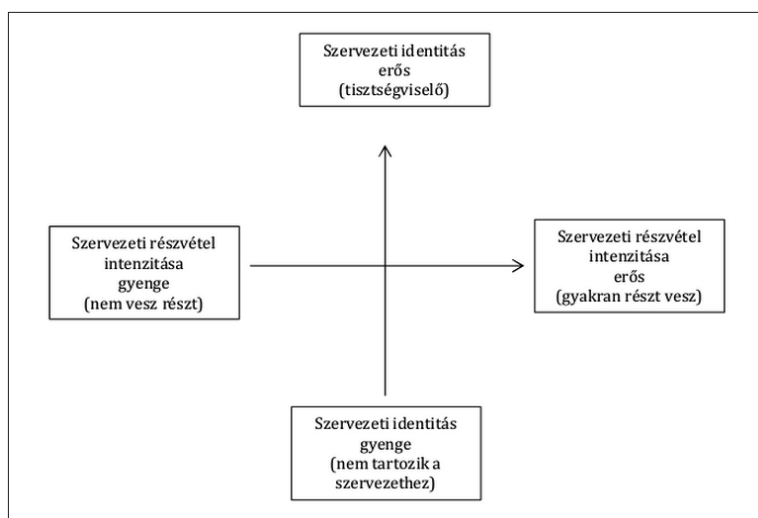 Szervezeti identitás
erős
(tisztségviselő)
Szervezeti részvétel
intenzitása
gyenge
(nem vesz részt)
Szervezeti részvétel
intenzitása
erős
(gyakran részt vesz)
Szervezeti identitás
gyenge
(nem tartozik a
szervezethez)